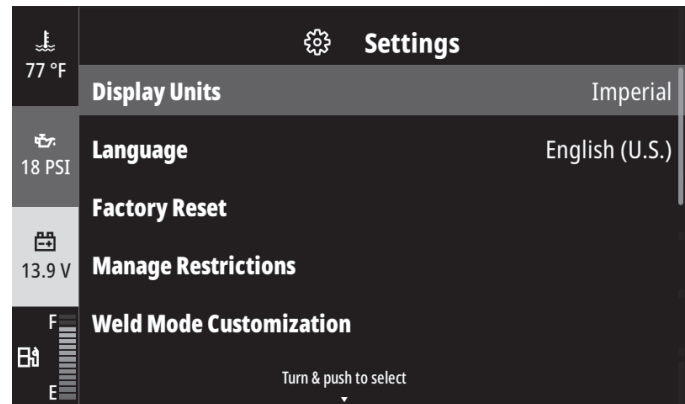 Settings
77 °F
Display Units Imperial
Language English (U.S.)
18 PSI
Factory Reset
Manage Restrictions
13.9 V
Weld Mode Customization
F
E
Turn & push to select